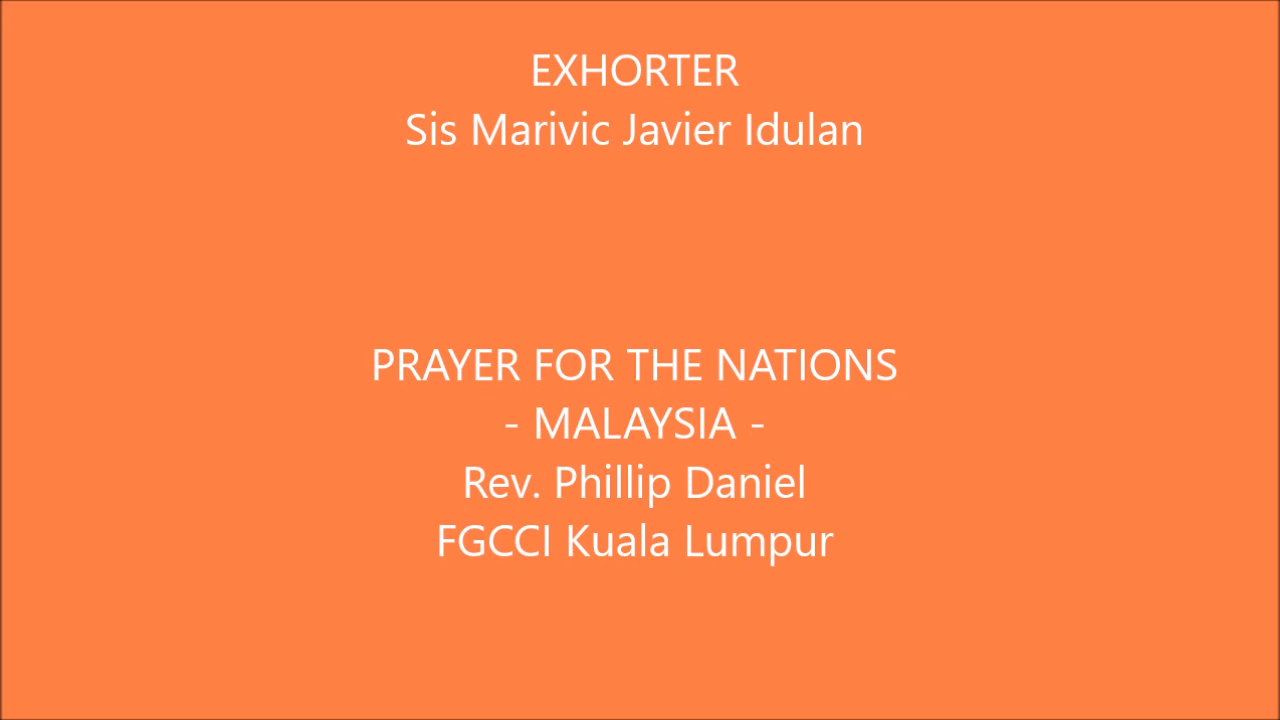 EXHORTER
Sis Marivic Javier Idulan
PRAYER FOR THE NATIONS
- MALAYSIA -
Rev. Phillip Daniel
FGCCI Kuala Lumpur